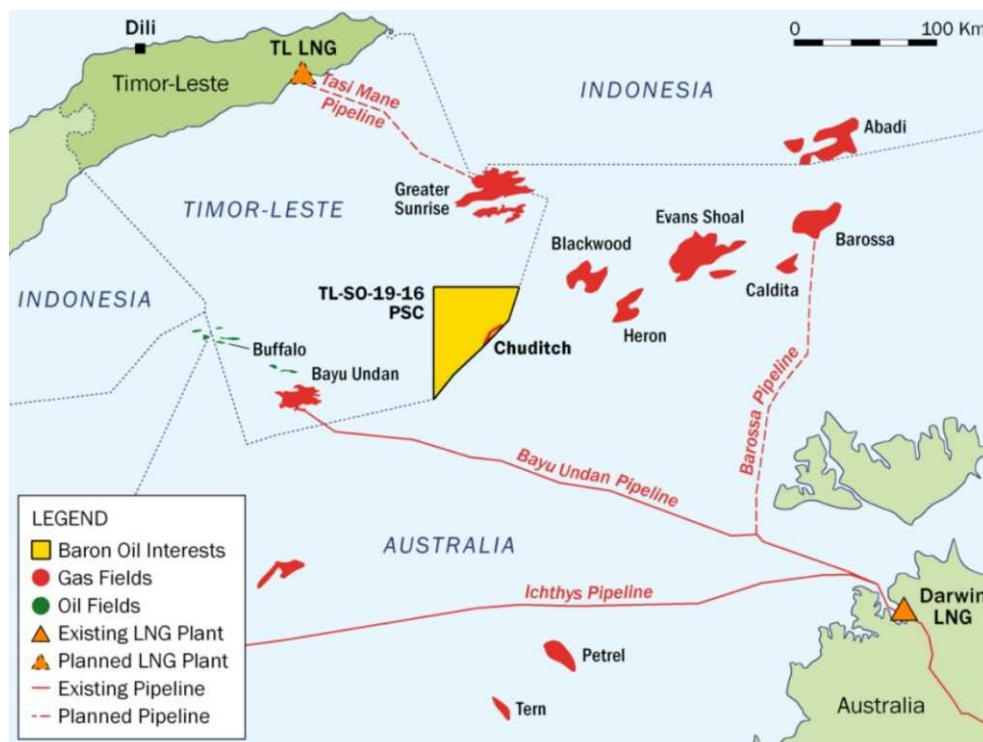 Dili
TL LNG
0
100 Km
Timor-Leste
Tasi Mane
Pipeline
INDONESIA
Abadi
Greater
Sunrise
TIMOR-LESTE
Evans Shoal
Blackwood
Barossa
INDONESIA
TL-SO-19-16
PSC
Caldita
Heron
Chuditch
Buffalo
Bayu Undan
Barossa Pipeline
Bayu Undan Pipeline
LEGEND
Baron Oil Interests
Gas Fields
Oil Fields
Existing LNG Plant
Planned LNG Plant
Existing Pipeline
Planned Pipeline
AUSTRALIA
Ichthys Pipeline
Darwin
LNG
Petrel
Tern
Australia